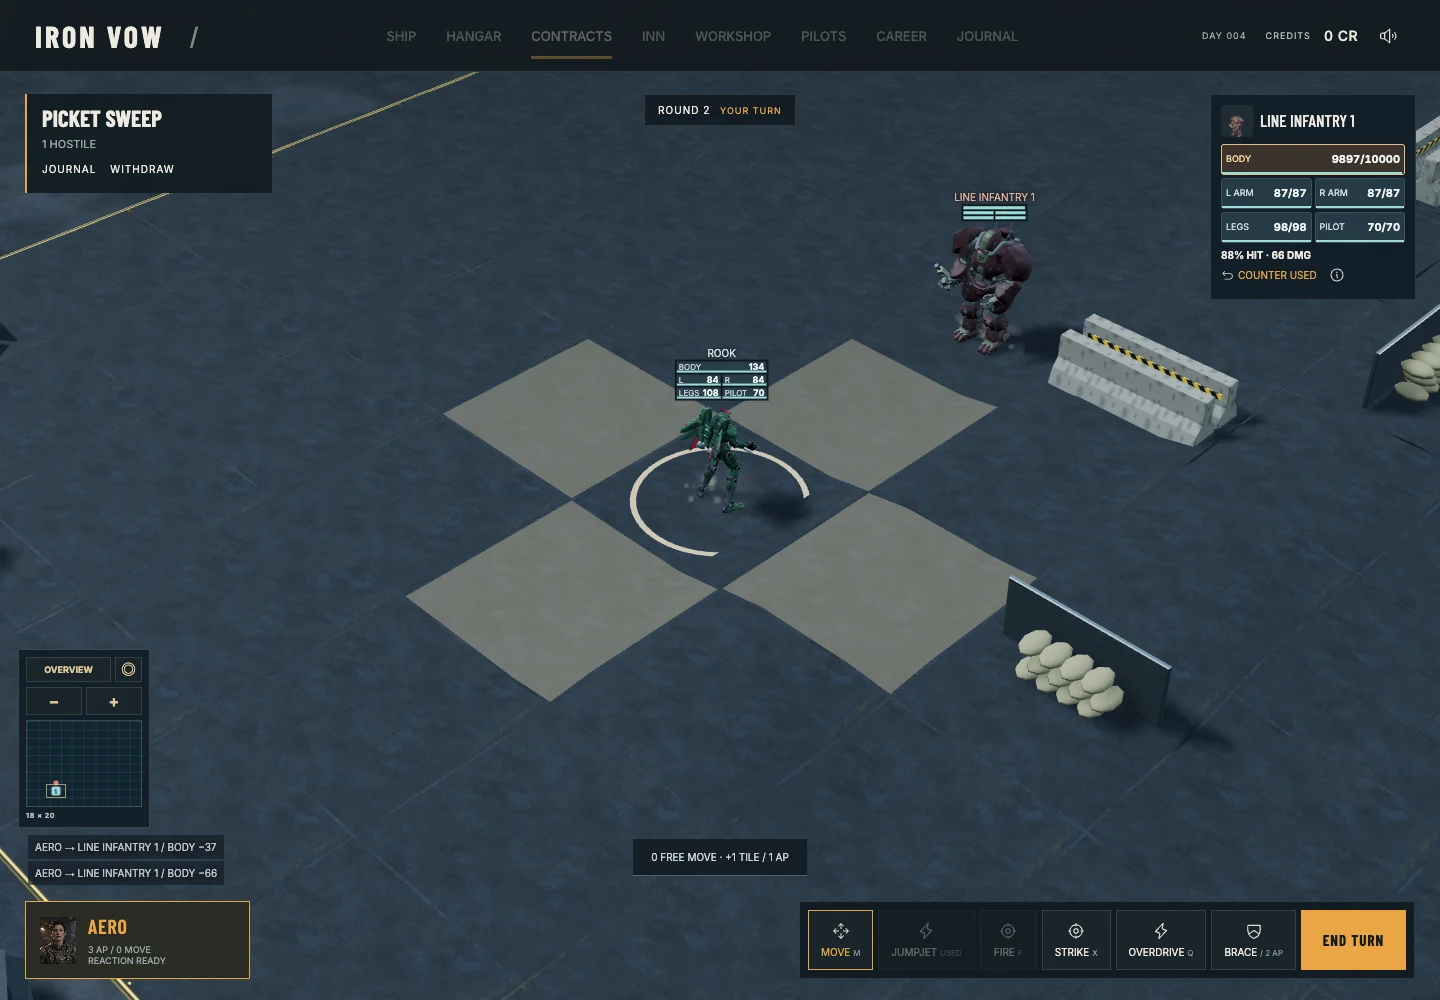 IRON VOW /
SHIP HANGAR CONTRACTS INN WORKSHOP PILOTS CAREER JOURNAL
DAY 004 CREDITS 0 CR
PICKET SWEEP
1 HOSTILE
JOURNAL WITHDRAW
ROUND 2 YOUR TURN
LINE INFANTRY 1
BODY 9897/10000
L ARM 87/87 R ARM 87/87
LEGS 98/98 PILOT 70/70
88% HIT · 66 DMG
COUNTER USED
LINE INFANTRY 1
ROOK
BODY 134
L 84 R 84
LEGS 108 PILOT 70
OVERVIEW
− +
1
18 × 20
AERO → LINE INFANTRY 1 / BODY −37
AERO → LINE INFANTRY 1 / BODY −66
0 FREE MOVE · +1 TILE / 1 AP
AERO
3 AP / 0 MOVE
REACTION READY
MOVE M JUMPJET USED FIRE F STRIKE X OVERDRIVE Q BRACE / 2 AP END TURN